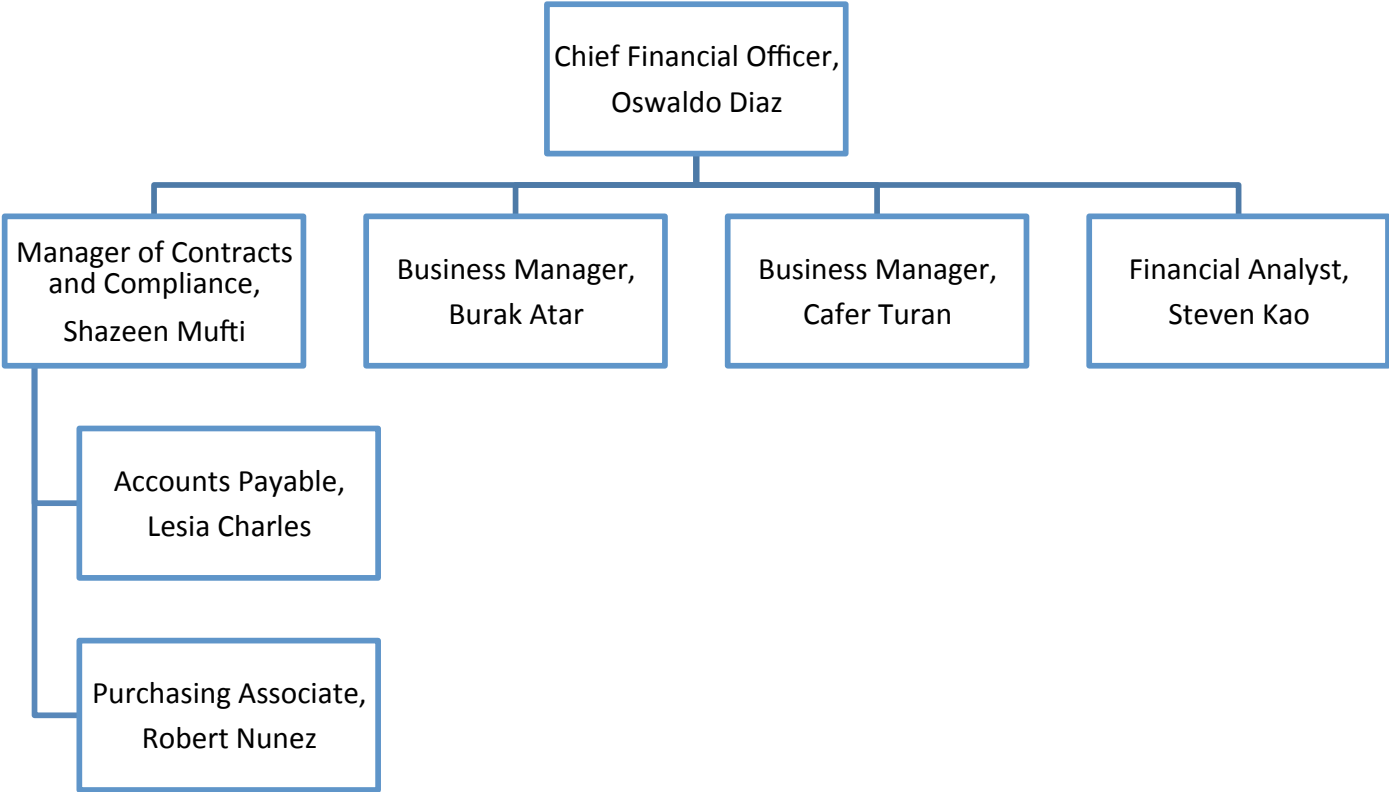 Chief Financial Officer,
Oswaldo Diaz
Manager of Contracts
and Compliance,
Shazeen Mufti
Business Manager,
Burak Atar
Business Manager,
Cafer Turan
Financial Analyst,
Steven Kao
Accounts Payable,
Lesia Charles
Purchasing Associate,
Robert Nunez